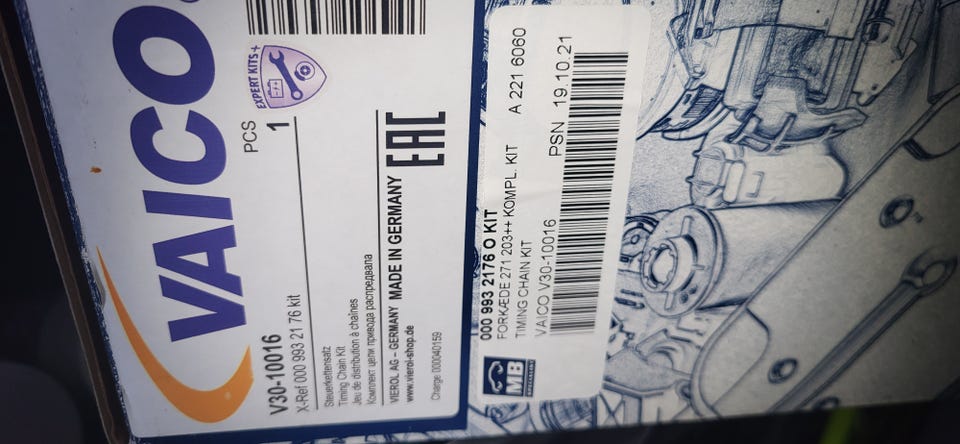 VAICO
EXPERT KITS+
PCS
1
V30-10016
X-Ref 000 993 21 76 kit
Steuerkettensatz
Timing Chain Kit
Jeu de distribution à chaînes
Комплект цепи привода распредвала
VIEROL AG – GERMANY MADE IN GERMANY
www.vierol-shop.de
EAC
Charge 0000040159
000 993 2176 O KIT
FORKÆDE 271 203++ KOMPL. KIT A 221 6060
TIMING CHAIN KIT
VAICO V30-10016 PSN 19.10.21
MB